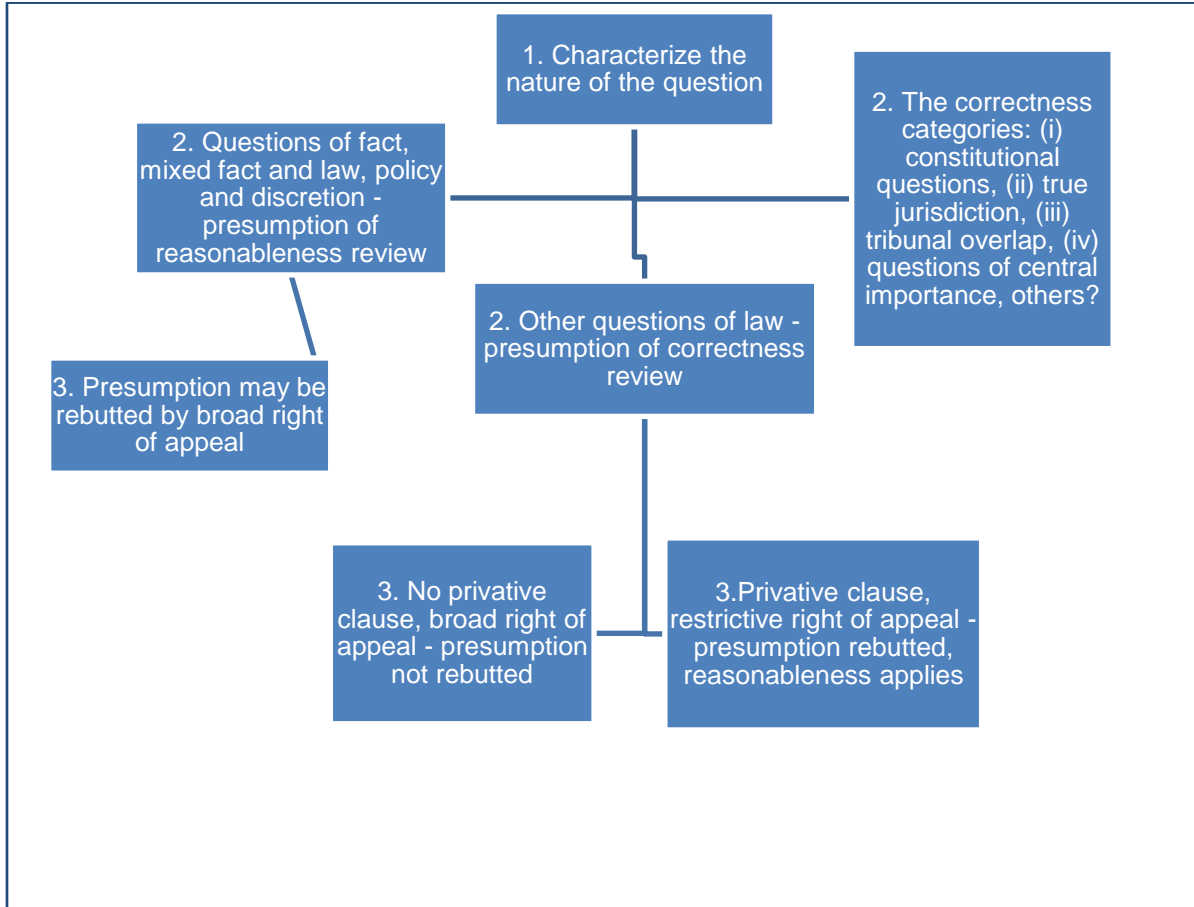 1. Characterize the
nature of the question
2. Questions of fact,
mixed fact and law, policy
and discretion -
presumption of
reasonableness review
2. The correctness
categories: (i)
constitutional
questions, (ii) true
jurisdiction, (iii)
tribunal overlap, (iv)
questions of central
importance, others?
2. Other questions of law -
presumption of correctness
review
3. Presumption may be
rebutted by broad right
of appeal
3. No privative
clause, broad right of
appeal - presumption
not rebutted
3.Privative clause,
restrictive right of appeal -
presumption rebutted,
reasonableness applies